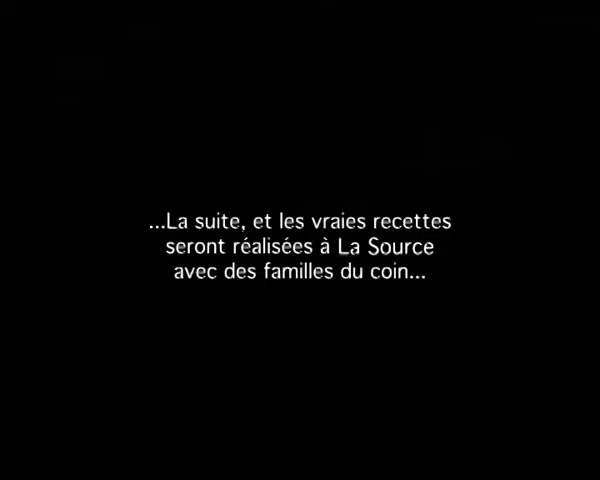 ...La suite, et les vraies recettes
seront réalisées à La Source
avec des familles du coin...